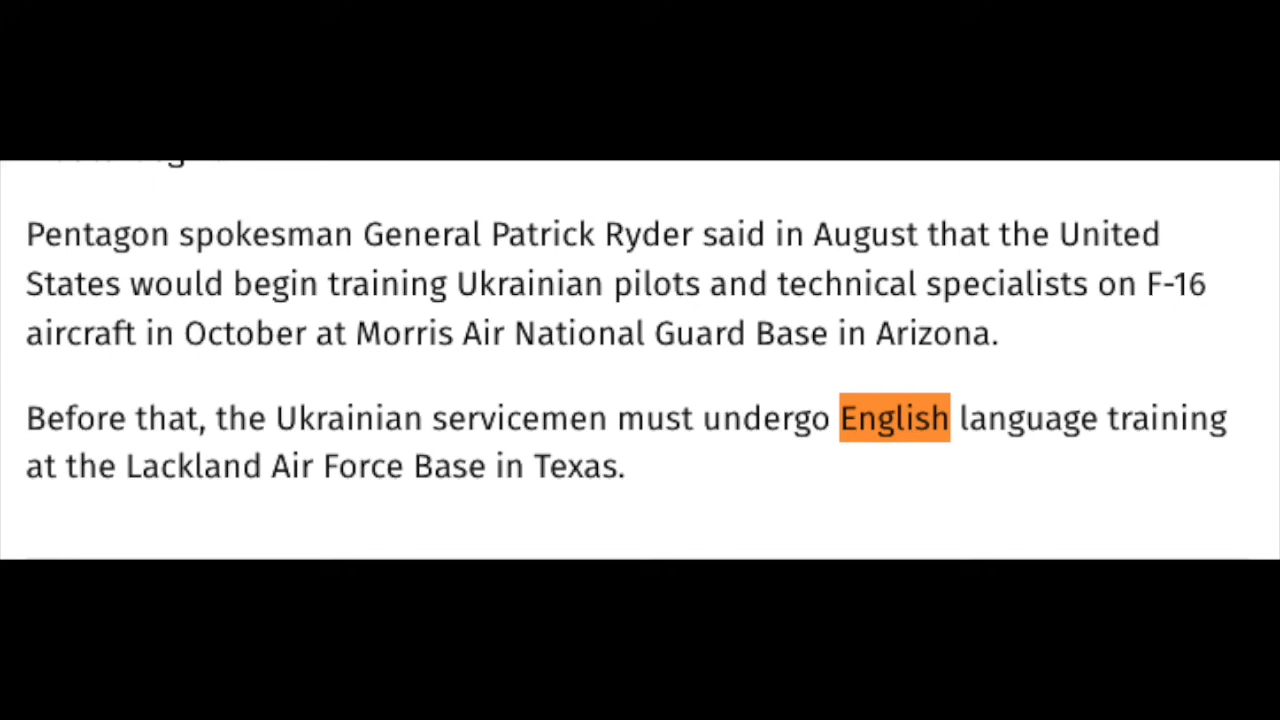 Pentagon spokesman General Patrick Ryder said in August that the United
States would begin training Ukrainian pilots and technical specialists on F-16
aircraft in October at Morris Air National Guard Base in Arizona.
Before that, the Ukrainian servicemen must undergo English language training
at the Lackland Air Force Base in Texas.